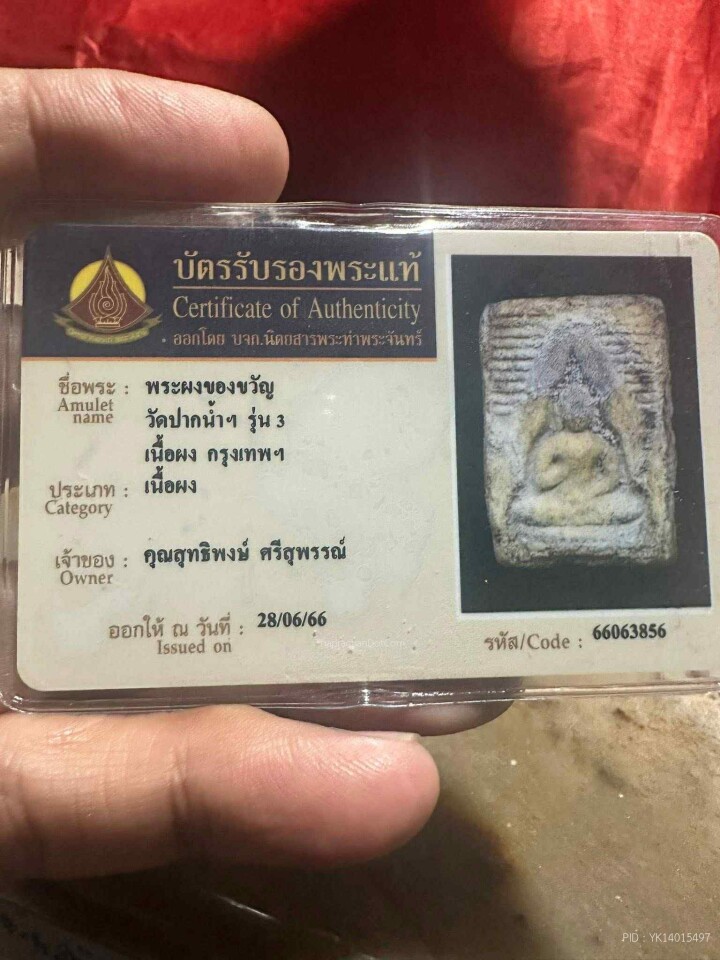 บัตรรับรองพระแท้
Certificate of Authenticity
ออกโดย บจก.นิตยสารพระท่าพระจันทร์
ชื่อพระ : พระผงของขวัญ
Amulet name วัดปากน้ำฯ รุ่น 3
เนื้อผง กรุงเทพฯ
ประเภท : เนื้อผง
Category
เจ้าของ : คุณสุทธิพงษ์ ศรีสุพรรณ์
Owner
ออกให้ ณ วันที่ : 28/06/66
Issued on
รหัส/Code : 66063856
PID : YK14015497